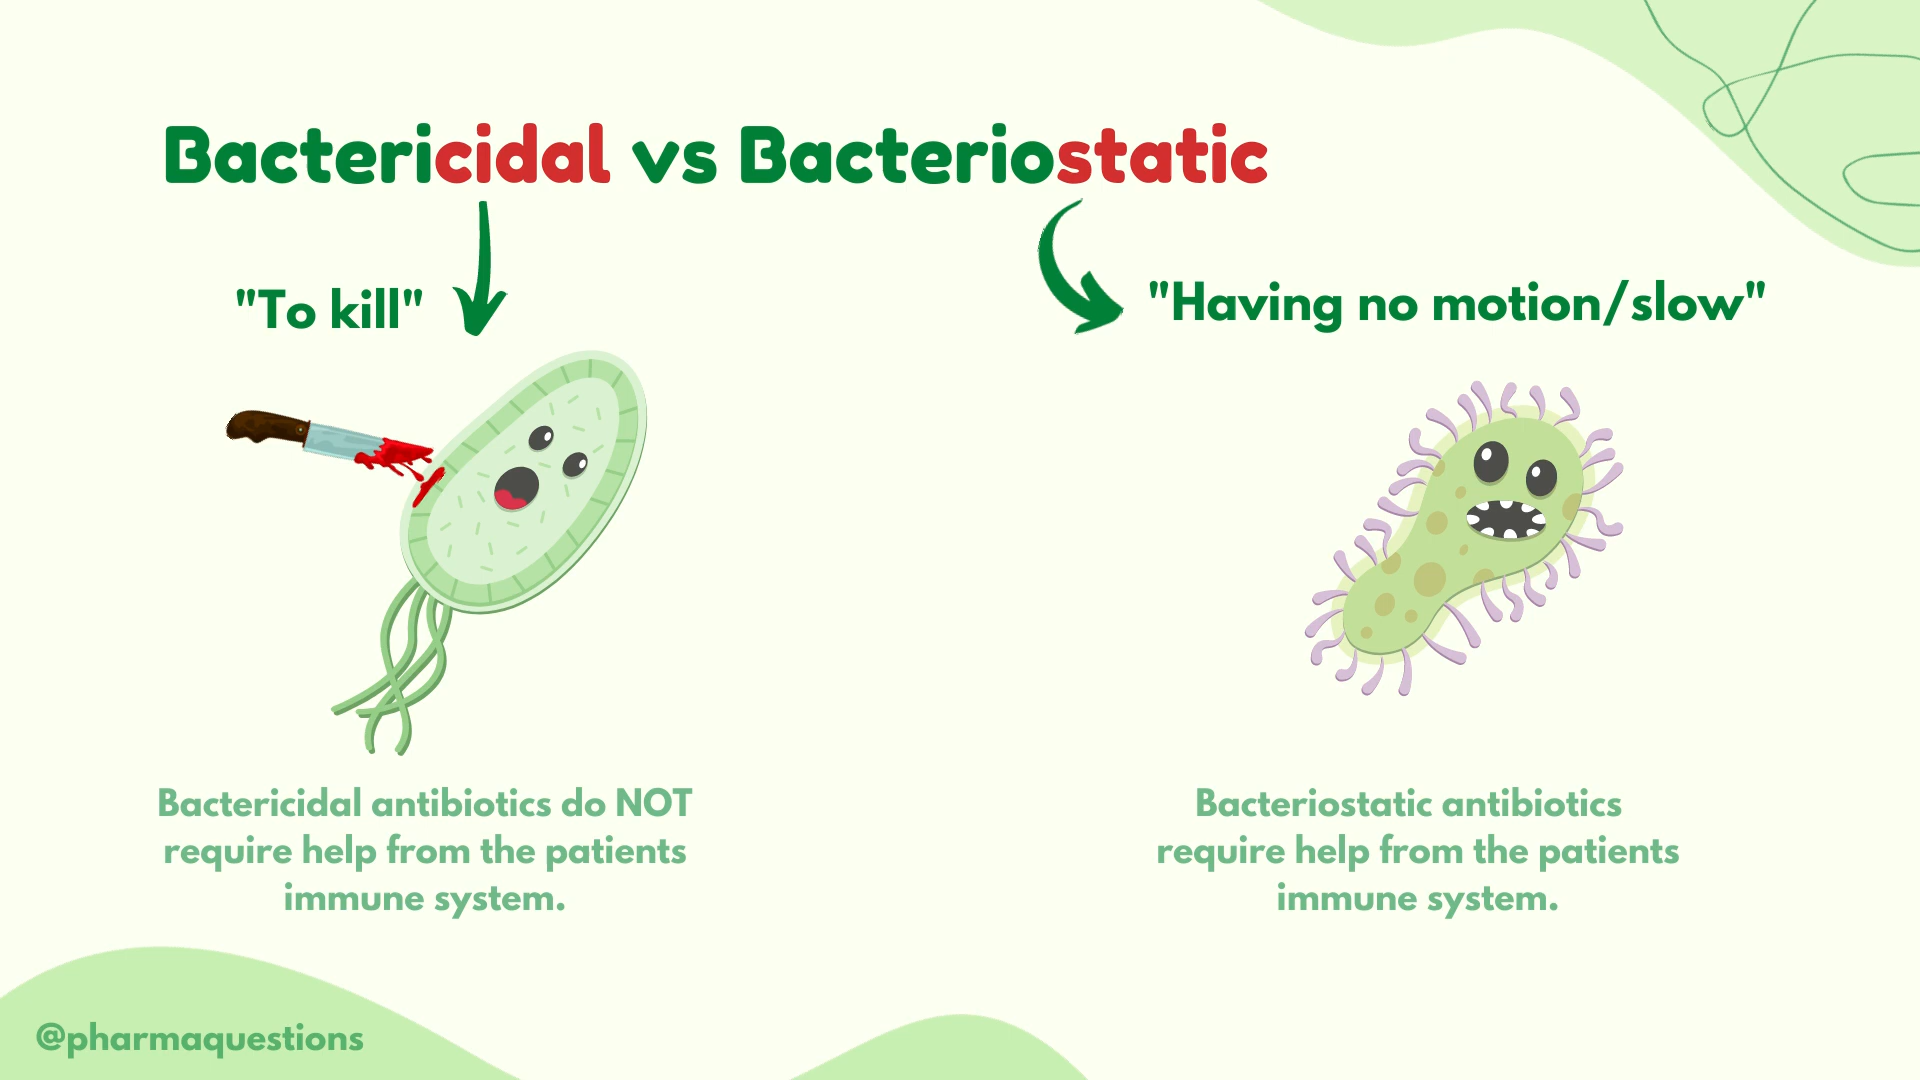 Bactericidal vs Bacteriostatic
"To kill"
"Having no motion/slow"
Bactericidal antibiotics do NOT
require help from the patients
immune system.
Bacteriostatic antibiotics
require help from the patients
immune system.
@pharmaquestions